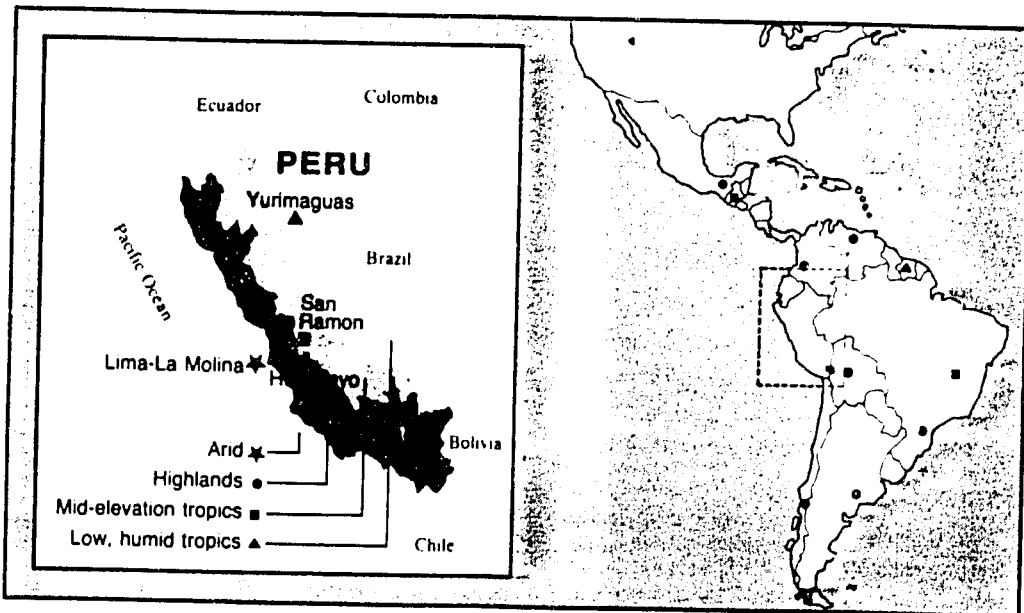 Ecuador
Colombia
PERU
Yurimaguas
Pacific Ocean
Brazil
San
Ramon
Lima-La Molina
Arid
Highlands
Bolivia
Mid-elevation tropics
Low, humid tropics
Chile